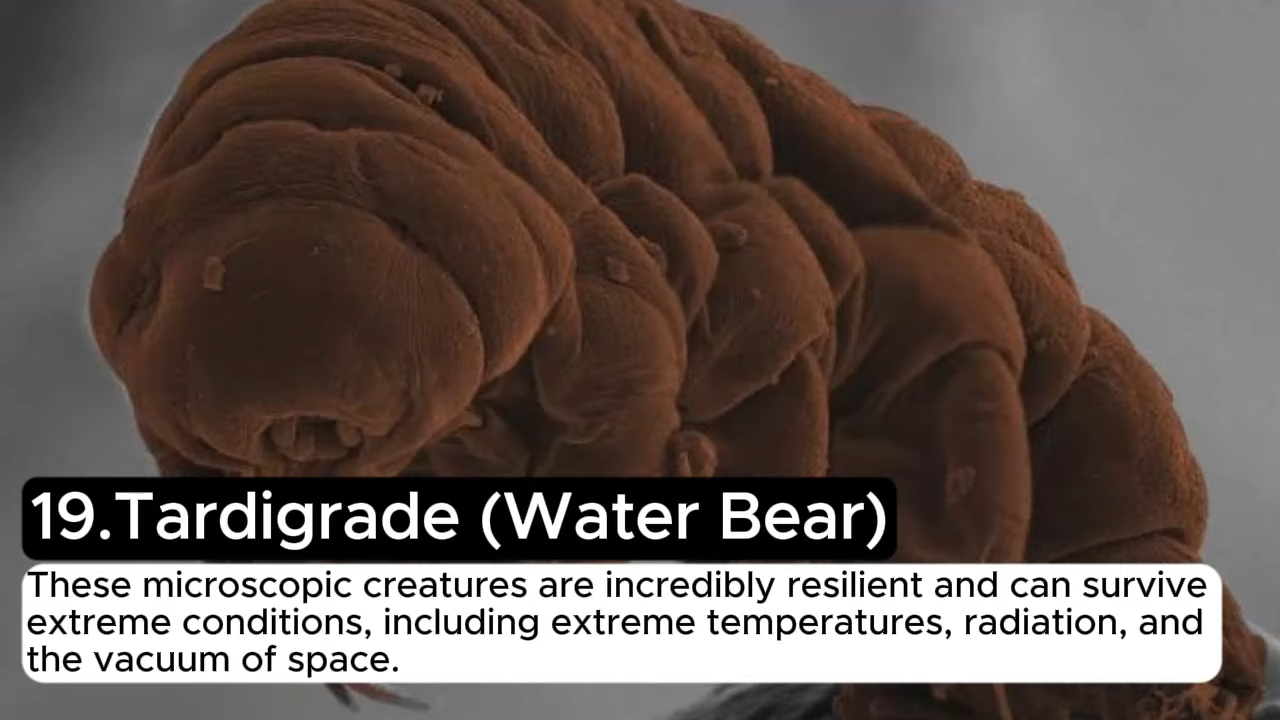 19.Tardigrade (Water Bear)
These microscopic creatures are incredibly resilient and can survive
extreme conditions, including extreme temperatures, radiation, and
the vacuum of space.